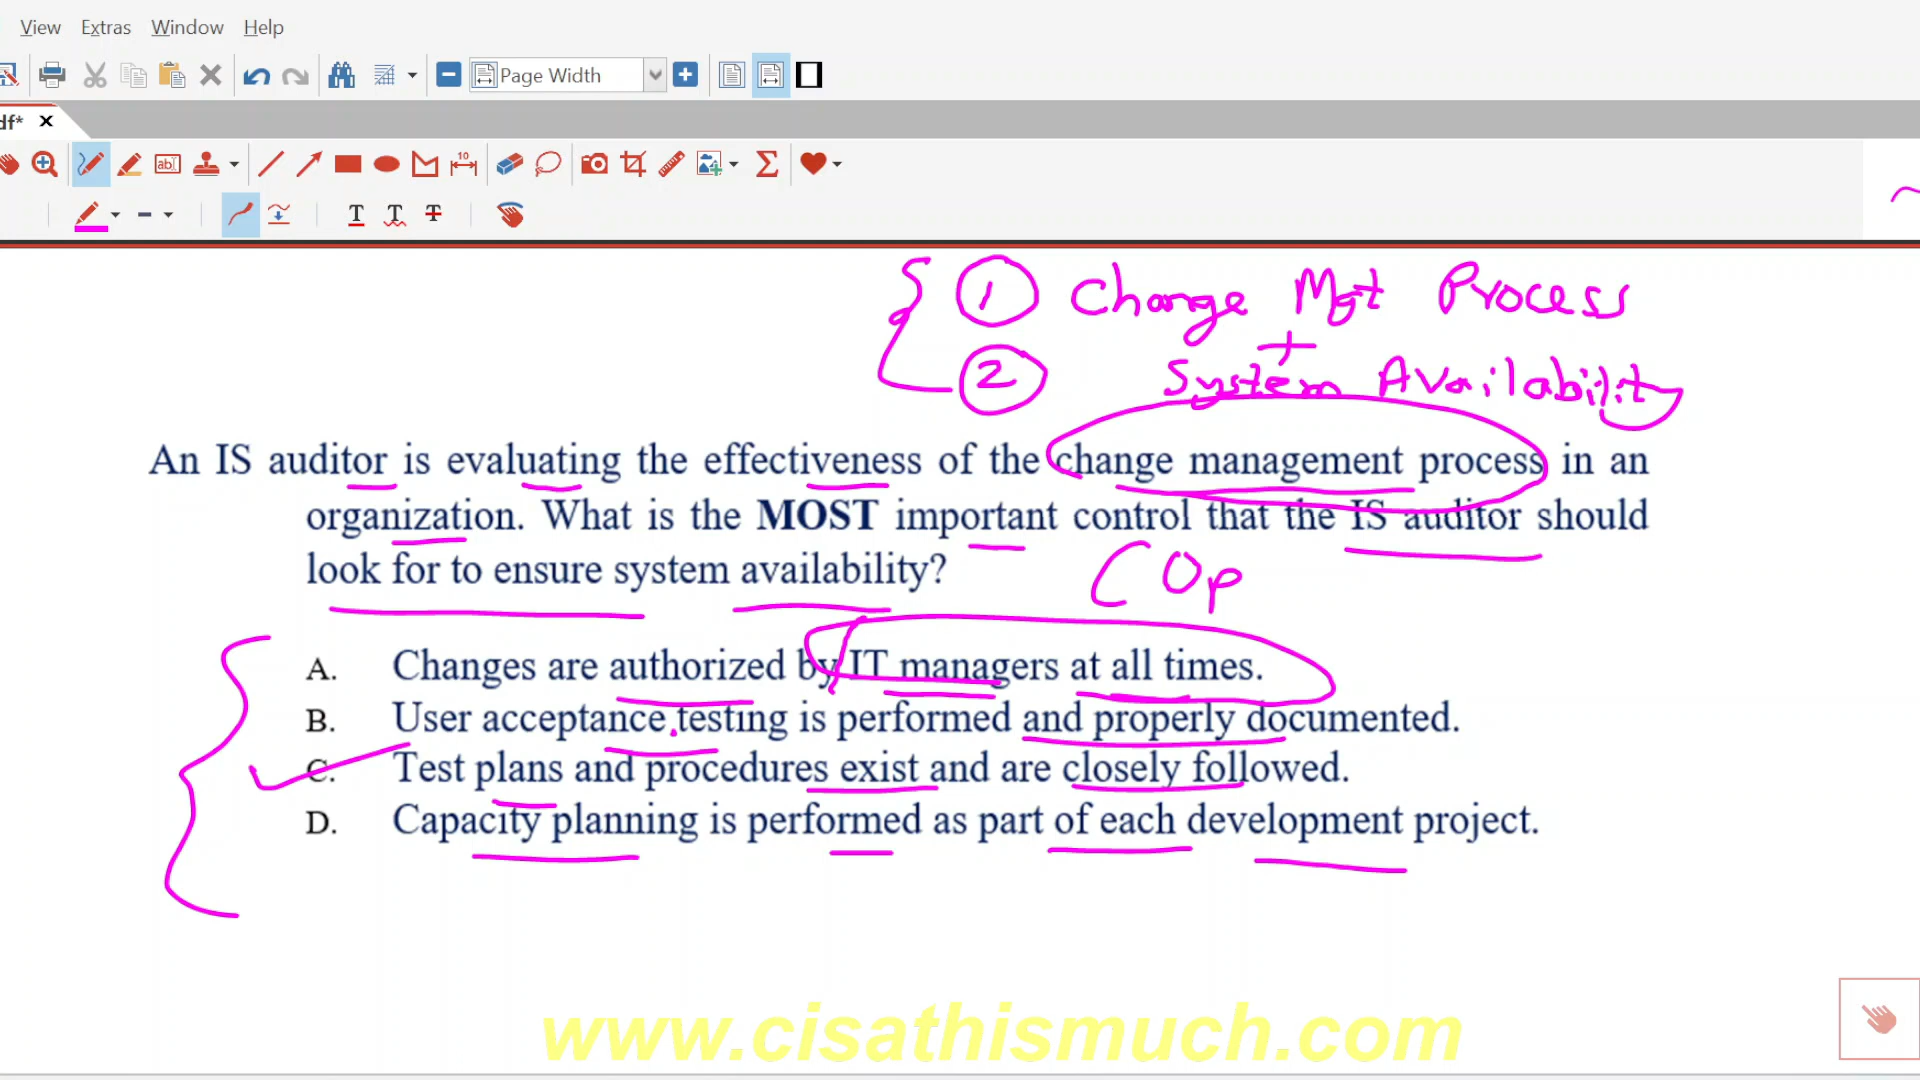 View Extras Window Help
Page Width
df*
ab
10
T T T
1 Change Mgt Process
+
2 System Availability
An IS auditor is evaluating the effectiveness of the change management process in an
organization. What is the MOST important control that the IS auditor should
look for to ensure system availability?
Op
A. Changes are authorized by IT managers at all times.
B. User acceptance testing is performed and properly documented.
C. Test plans and procedures exist and are closely followed.
D. Capacity planning is performed as part of each development project.
www.cisathismuch.com